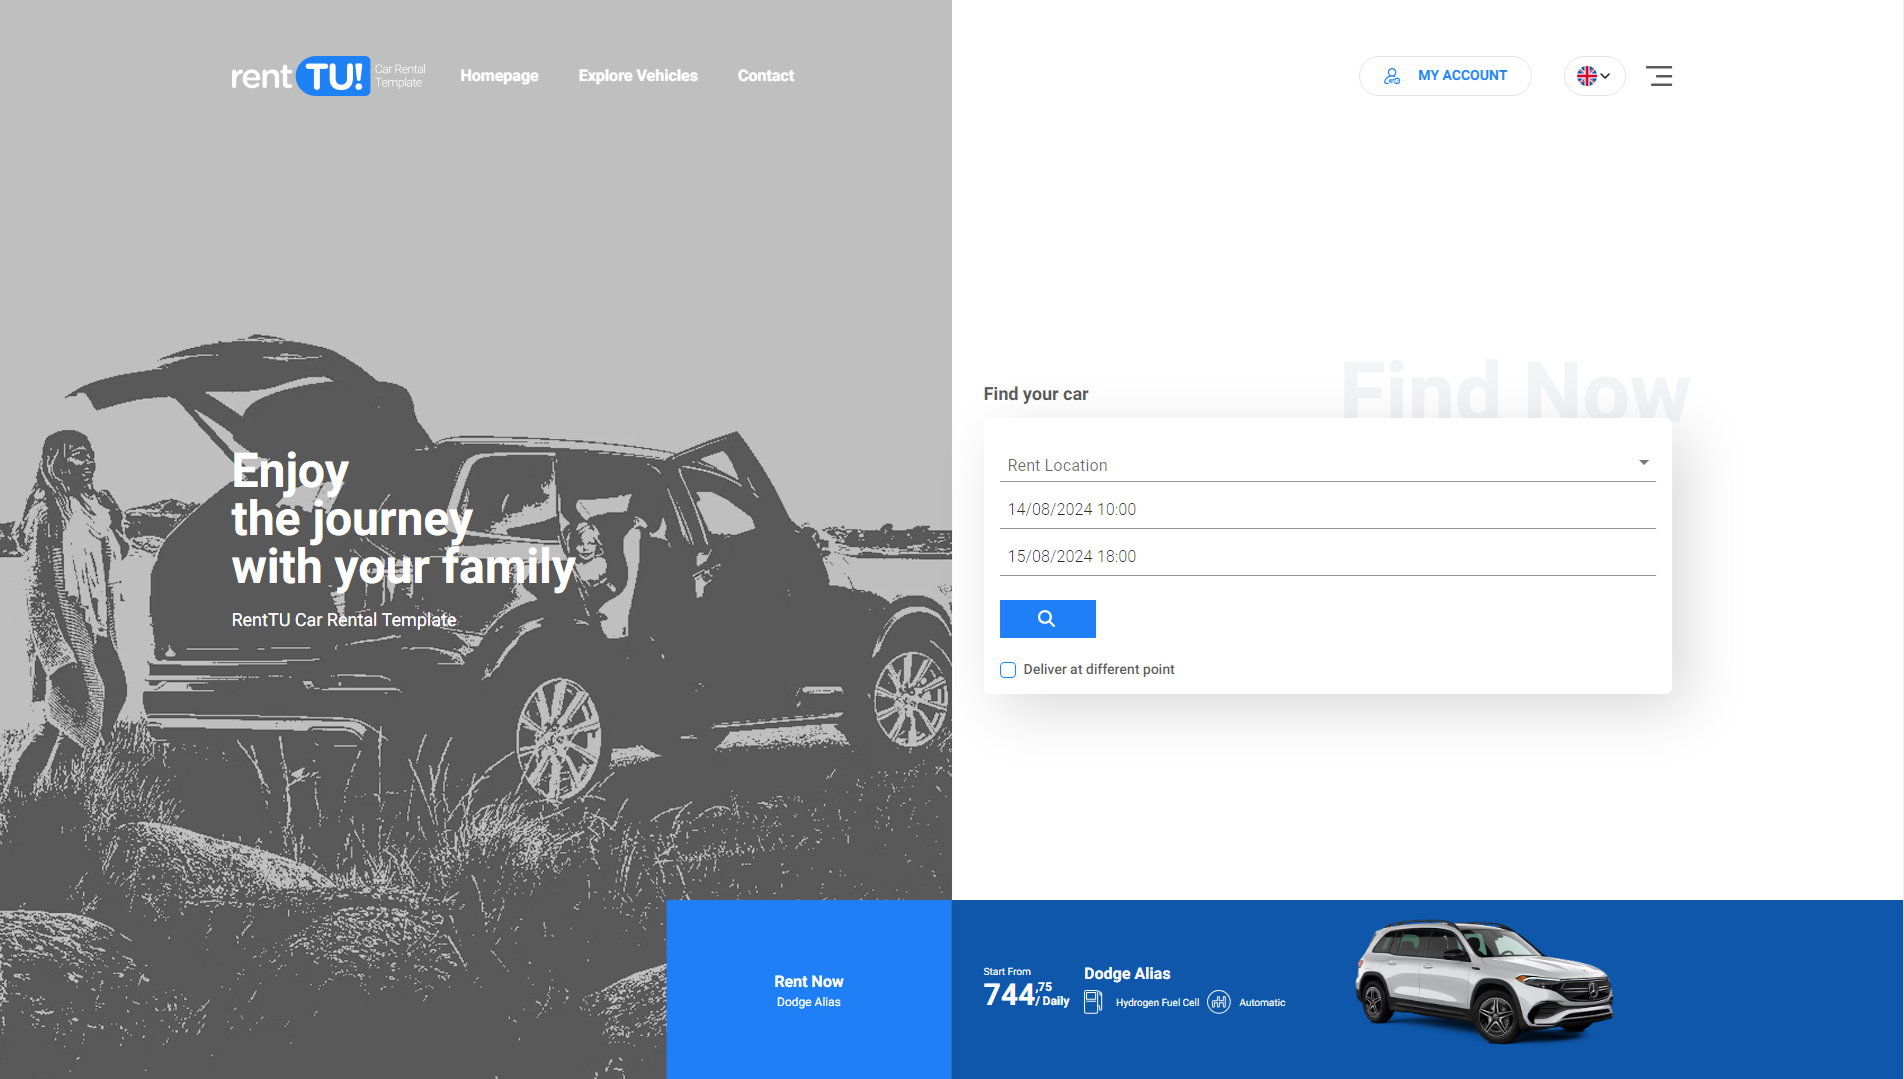 rent TU! Car Rental
Template
Homepage
Explore Vehicles
Contact
MY ACCOUNT
Enjoy
the journey
with your family
RentTU Car Rental Template
Find Now
Find your car
Rent Location
14/08/2024 10:00
15/08/2024 18:00
Deliver at different point
Rent Now
Dodge Alias
Start From
744,75 / Daily
Dodge Alias
Hydrogen Fuel Cell
Automatic